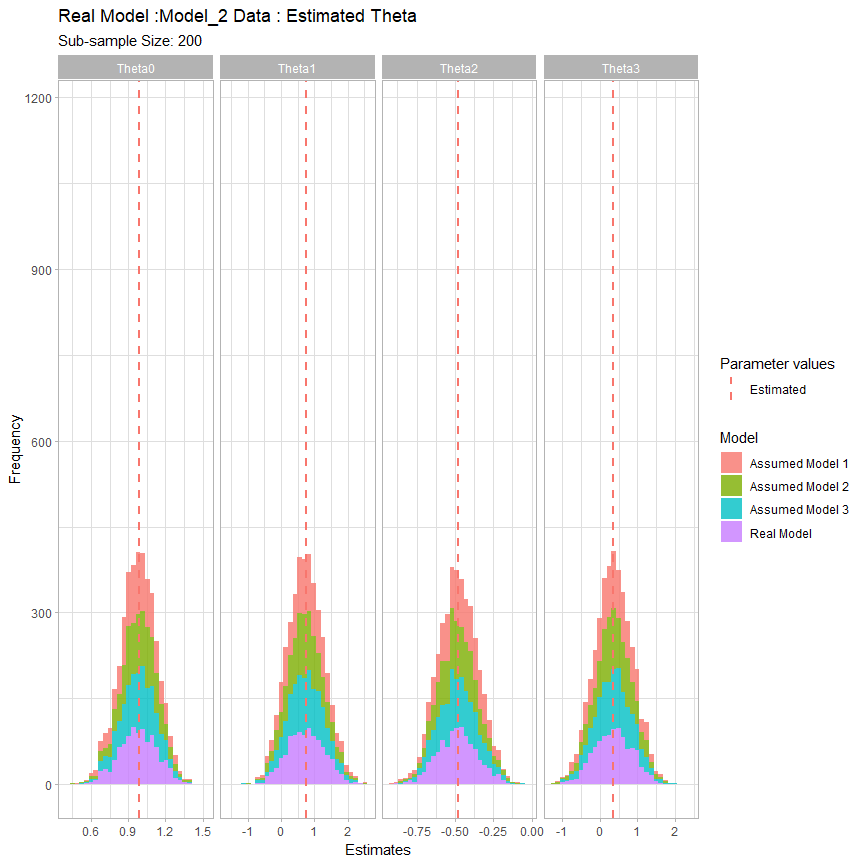 Real Model :Model_2 Data : Estimated Theta
Sub-sample Size: 200
Theta0 Theta1 Theta2 Theta3
1200
900
600
300
0
Frequency
0.6 0.9 1.2 1.5 -1 0 1 2 -0.75 -0.50 -0.25 0.00 -1 0 1 2
Estimates
Parameter values
Estimated
Model
Assumed Model 1
Assumed Model 2
Assumed Model 3
Real Model